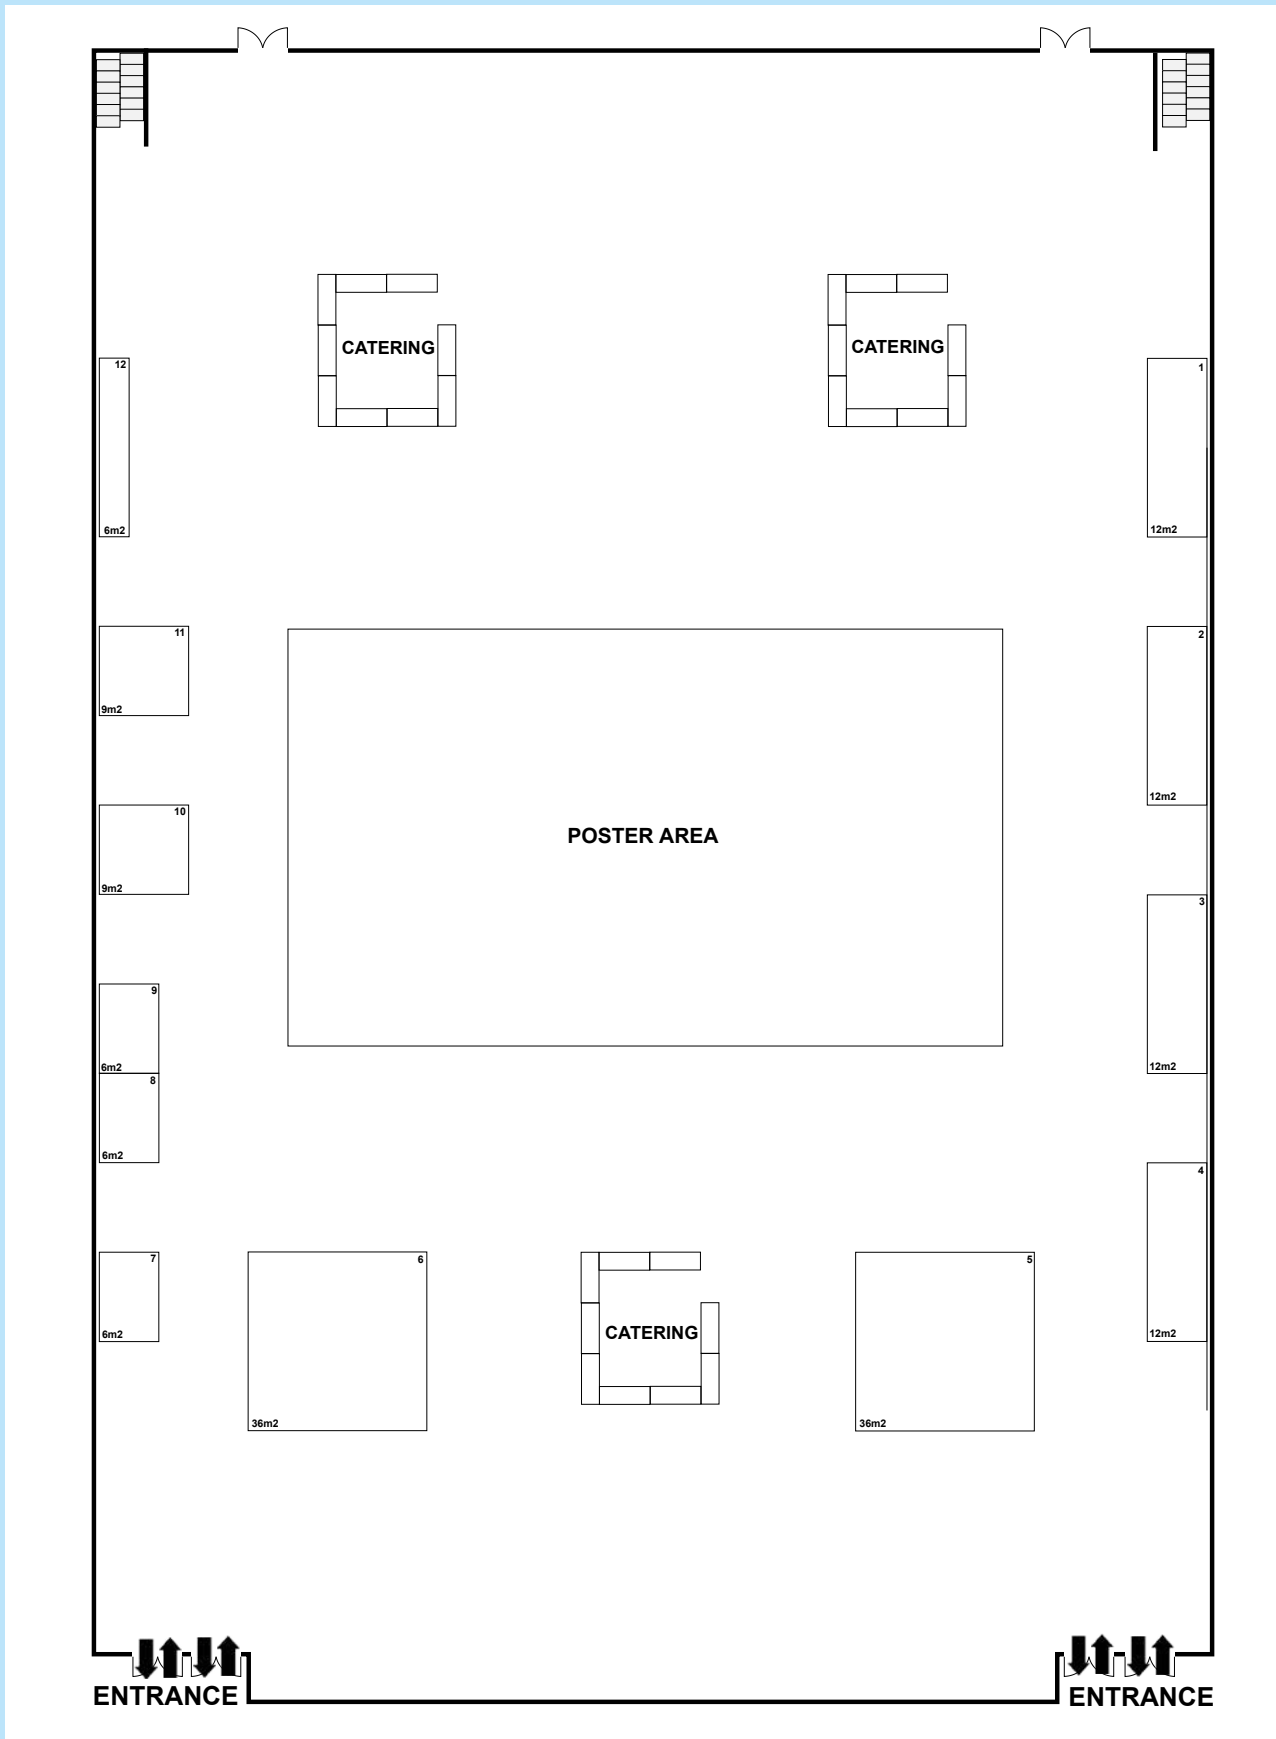 CATERING
CATERING
12
1
6m2
12m2
11
2
9m2
12m2
10
POSTER AREA
9m2
3
9
6m2
12m2
8
6m2
4
7
6
5
6m2
CATERING
12m2
36m2
36m2
ENTRANCE
ENTRANCE